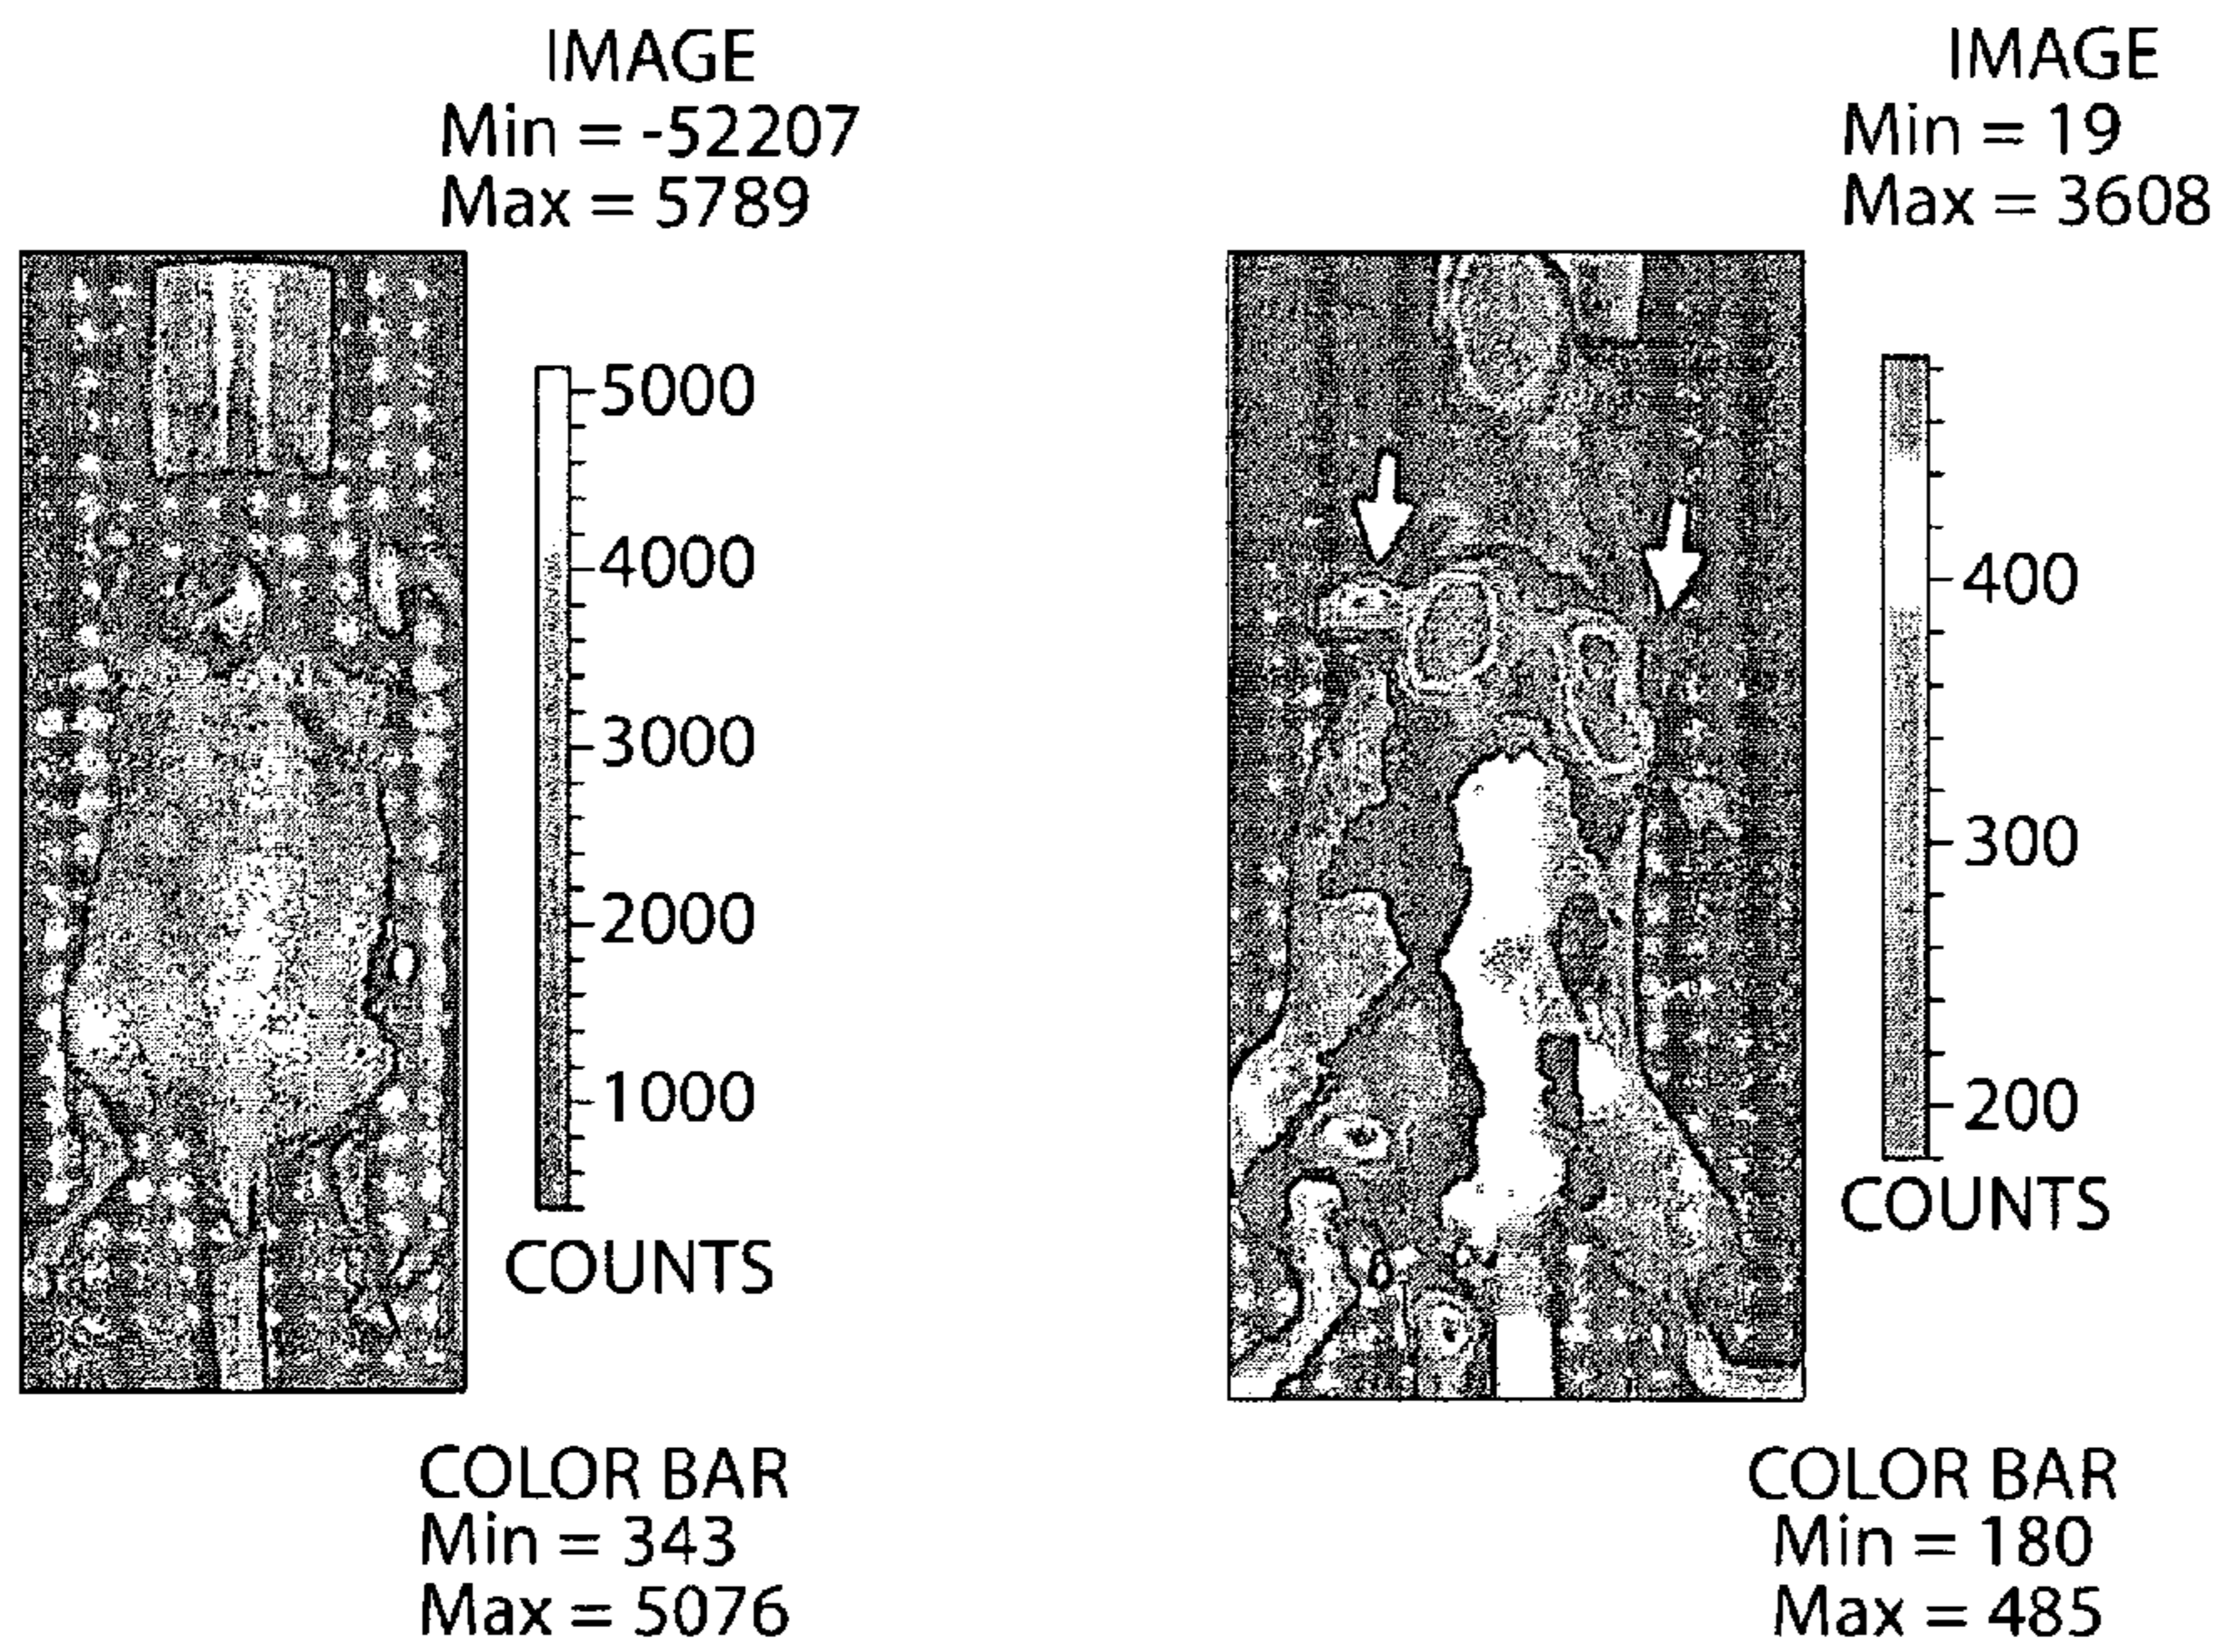 IMAGE
Min = -52207
Max = 5789
5000
4000
3000
2000
1000
COUNTS
COLOR BAR
Min = 343
Max = 5076
IMAGE
Min = 19
Max = 3608
400
300
200
COUNTS
COLOR BAR
Min = 180
Max = 485